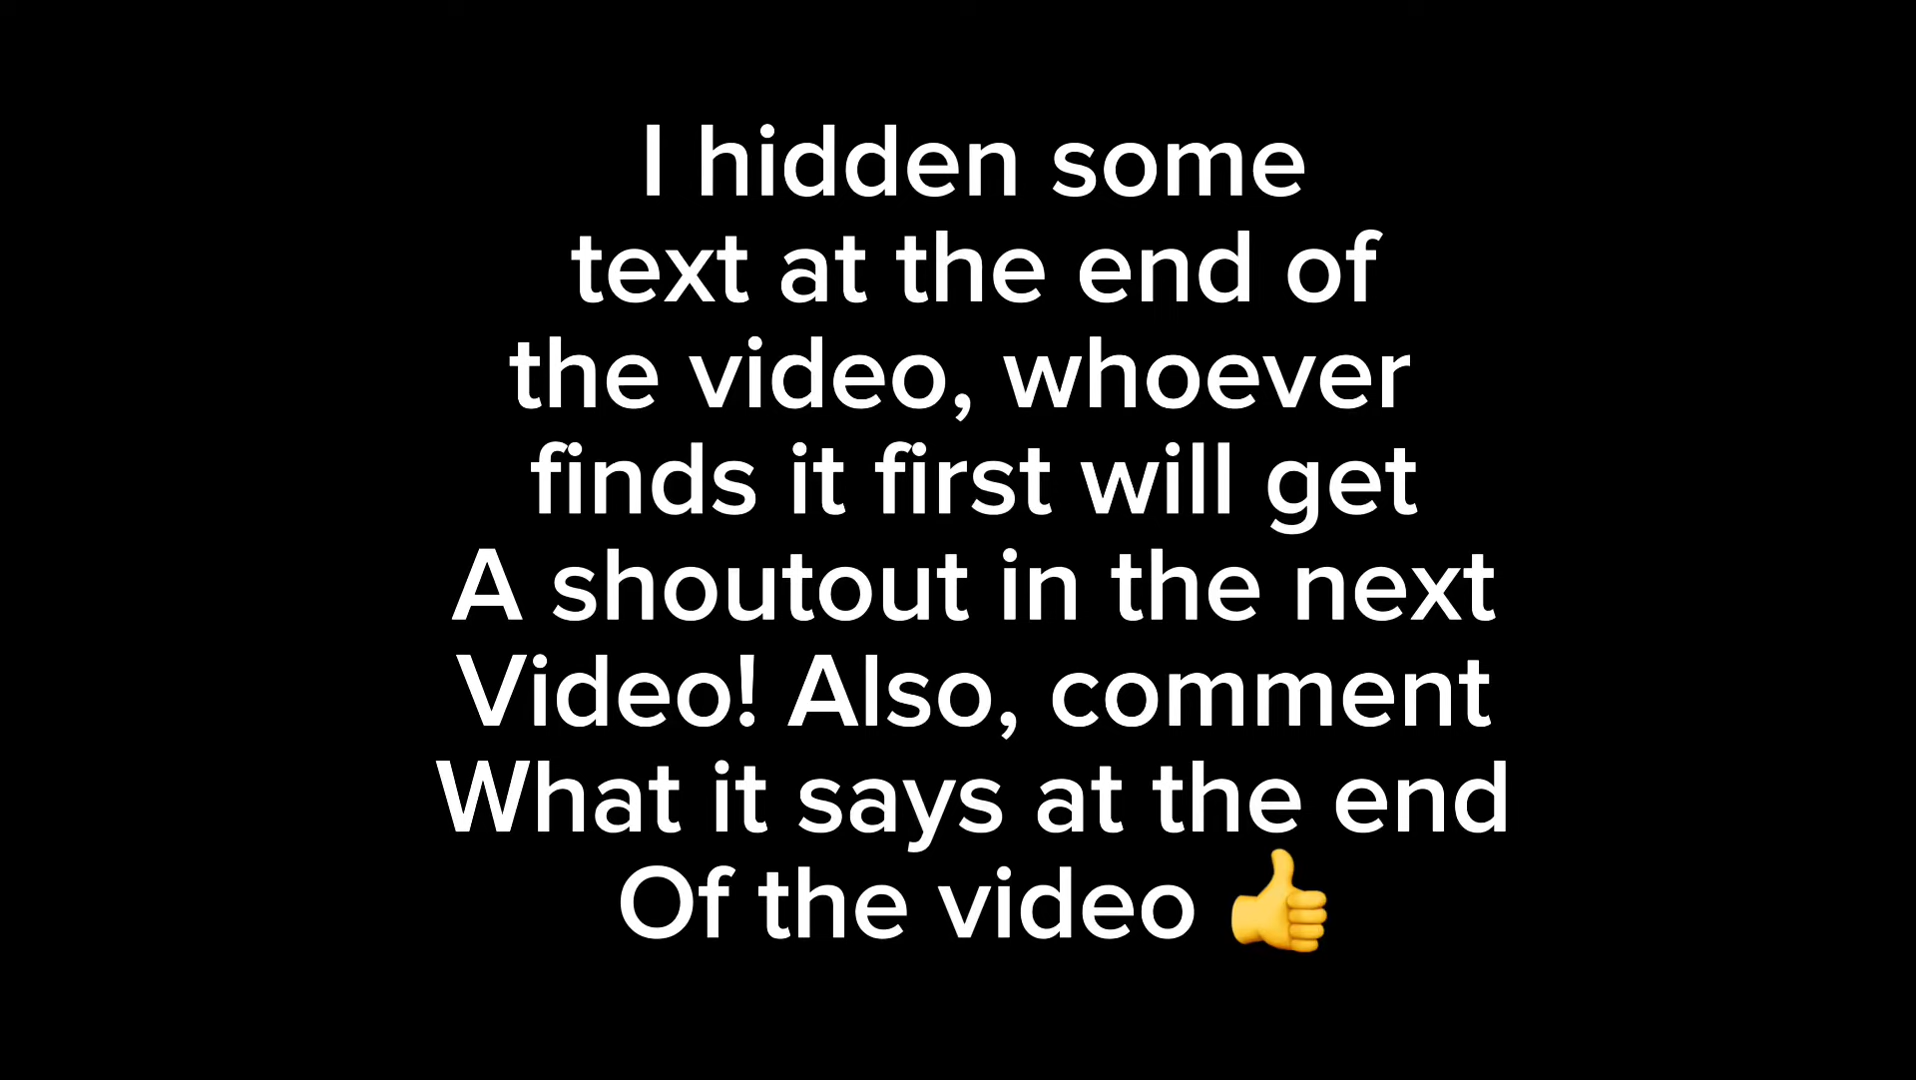 I hidden some
text at the end of
the video, whoever
finds it first will get
A shoutout in the next
Video! Also, comment
What it says at the end
Of the video 👍